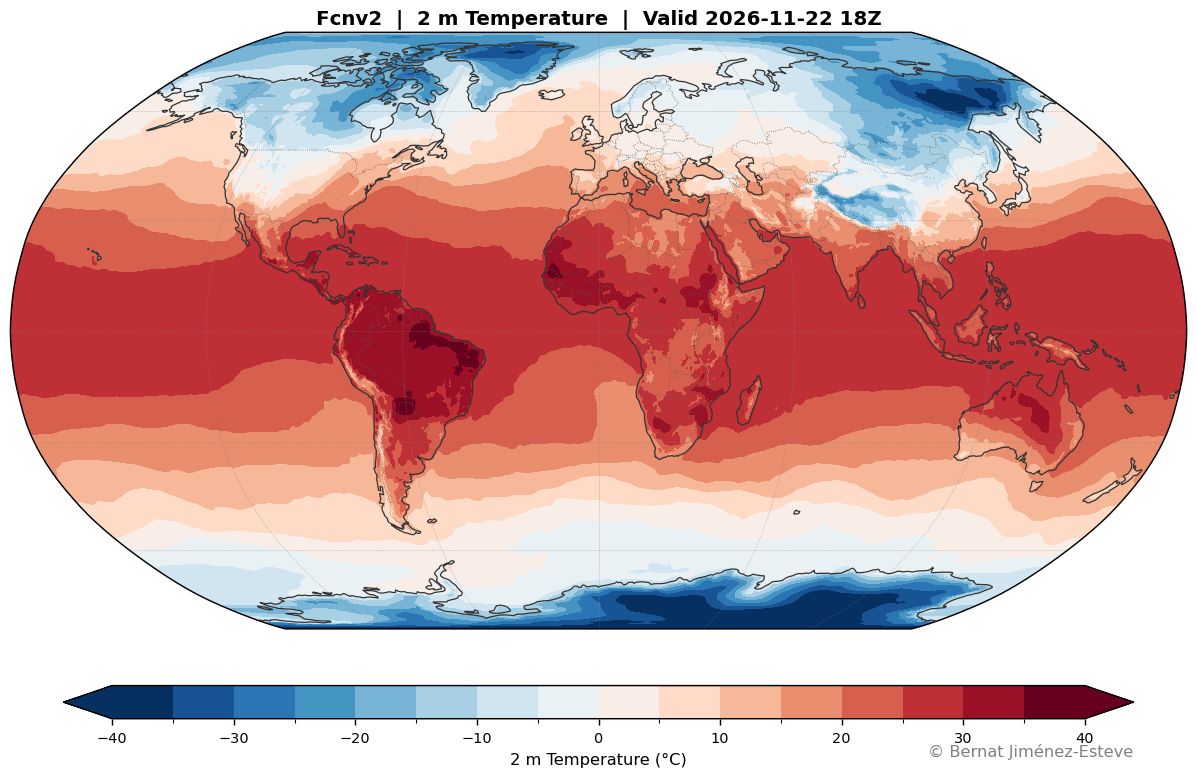 Fcnv2 | 2 m Temperature | Valid 2026-11-22 18Z
−40 −30 −20 −10 0 10 20 30 40
2 m Temperature (°C)
© Bernat Jiménez-Esteve